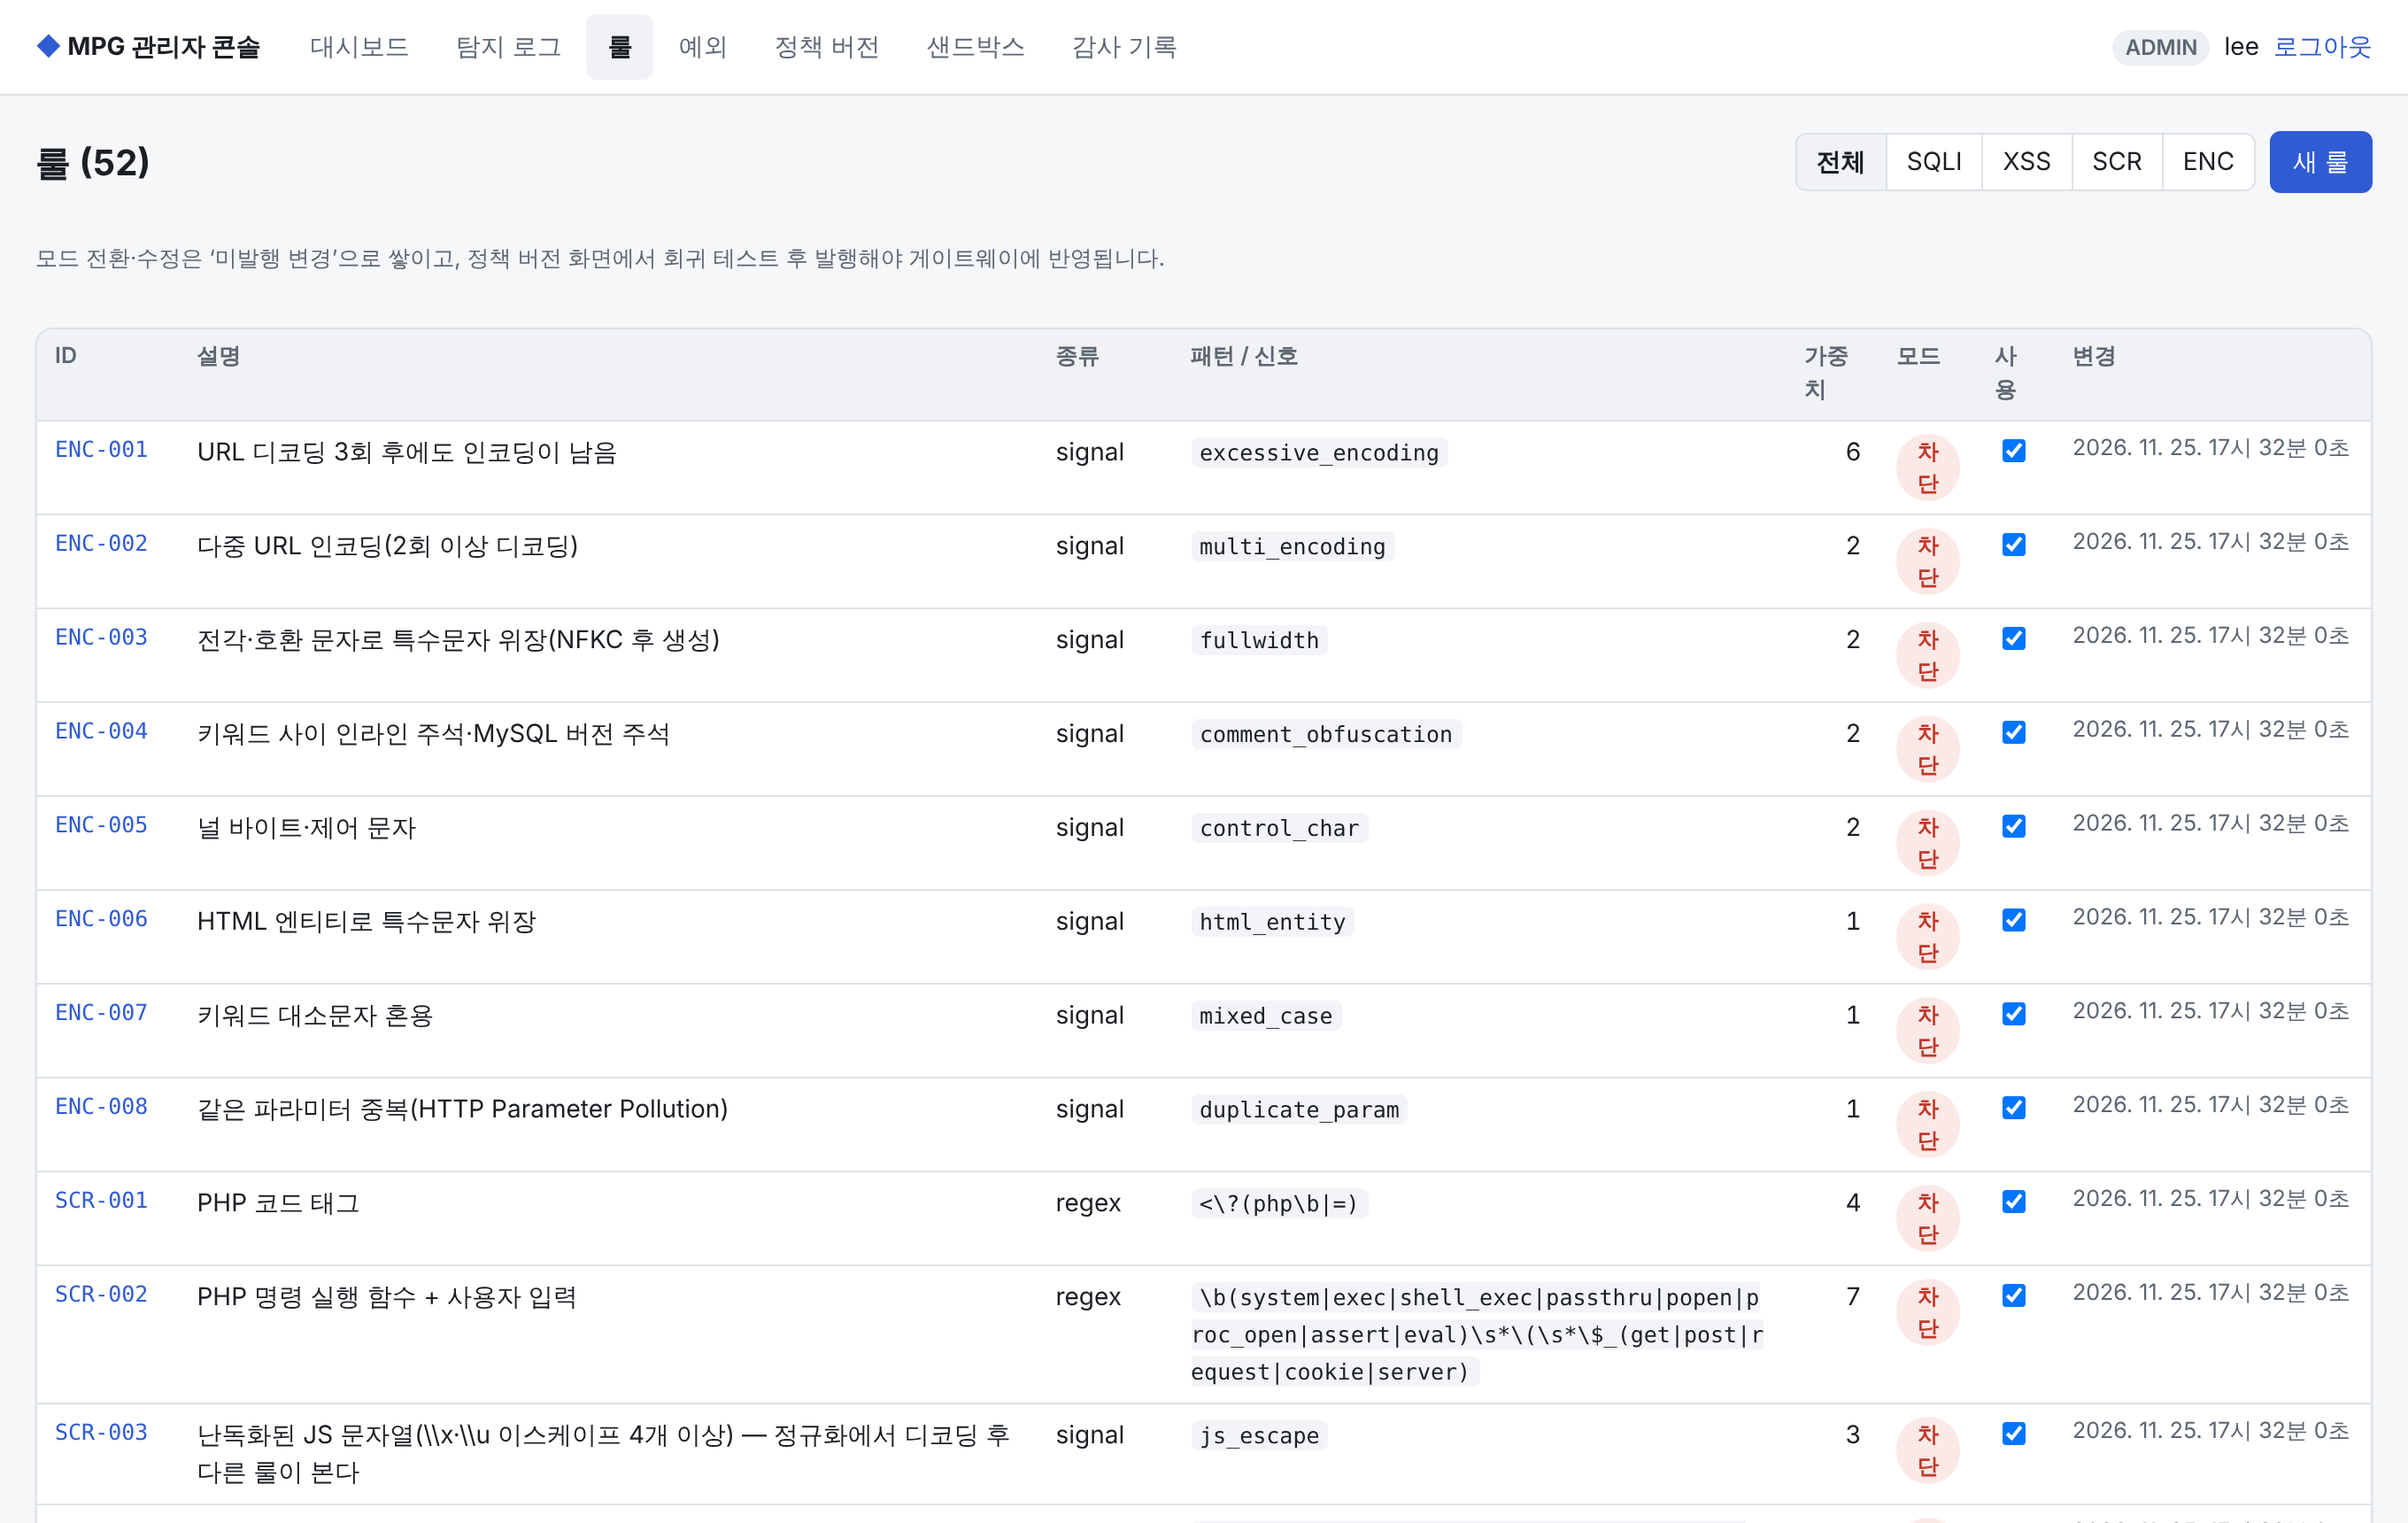 MPG 관리자 콘솔 대시보드 탐지 로그 룰 예외 정책 버전 샌드박스 감사 기록 ADMIN lee 로그아웃
룰 (52) 전체 SQLI XSS SCR ENC 새 룰
모드 전환·수정은 ‘미발행 변경’으로 쌓이고, 정책 버전 화면에서 회귀 테스트 후 발행해야 게이트웨이에 반영됩니다.
ID 설명 종류 패턴 / 신호 가중 모드 사 변경
치 용
ENC-001 URL 디코딩 3회 후에도 인코딩이 남음 signal excessive_encoding 6 차 2026. 11. 25. 17시 32분 0초
단
ENC-002 다중 URL 인코딩(2회 이상 디코딩) signal multi_encoding 2 차 2026. 11. 25. 17시 32분 0초
단
ENC-003 전각·호환 문자로 특수문자 위장(NFKC 후 생성) signal fullwidth 2 차 2026. 11. 25. 17시 32분 0초
단
ENC-004 키워드 사이 인라인 주석·MySQL 버전 주석 signal comment_obfuscation 2 차 2026. 11. 25. 17시 32분 0초
단
ENC-005 널 바이트·제어 문자 signal control_char 2 차 2026. 11. 25. 17시 32분 0초
단
ENC-006 HTML 엔티티로 특수문자 위장 signal html_entity 1 차 2026. 11. 25. 17시 32분 0초
단
ENC-007 키워드 대소문자 혼용 signal mixed_case 1 차 2026. 11. 25. 17시 32분 0초
단
ENC-008 같은 파라미터 중복(HTTP Parameter Pollution) signal duplicate_param 1 차 2026. 11. 25. 17시 32분 0초
단
SCR-001 PHP 코드 태그 regex <\?(php\b|=) 4 차 2026. 11. 25. 17시 32분 0초
단
SCR-002 PHP 명령 실행 함수 + 사용자 입력 regex \b(system|exec|shell_exec|passthru|popen|p 7 차 2026. 11. 25. 17시 32분 0초
roc_open|assert|eval)\s*\(\s*\$_(get|post|r 단
equest|cookie|server)
SCR-003 난독화된 JS 문자열(\\x·\\u 이스케이프 4개 이상) — 정규화에서 디코딩 후 signal js_escape 3 차 2026. 11. 25. 17시 32분 0초
다른 룰이 본다 단